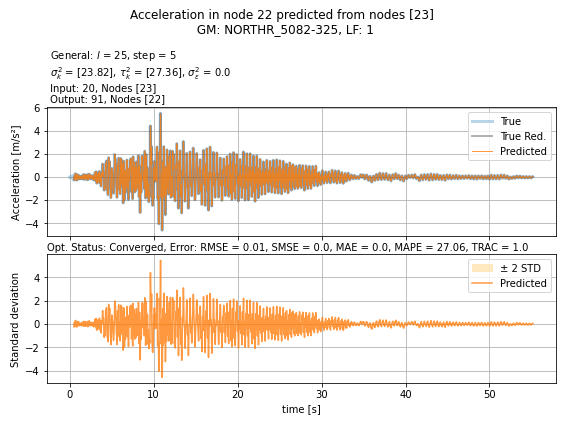 Acceleration in node 22 predicted from nodes [23]
GM: NORTHR_5082-325, LF: 1
General: l = 25, step = 5
σ²ₖ = [23.82], τ²ₖ = [27.36], σ²ε = 0.0
Input: 20, Nodes [23]
Output: 91, Nodes [22]
Acceleration [m/s²]
6
4
2
0
−2
−4
True
True Red.
Predicted
Opt. Status: Converged, Error: RMSE = 0.01, SMSE = 0.0, MAE = 0.0, MAPE = 27.06, TRAC = 1.0
Standard deviation
4
2
0
−2
−4
± 2 STD
Predicted
0 10 20 30 40 50
time [s]